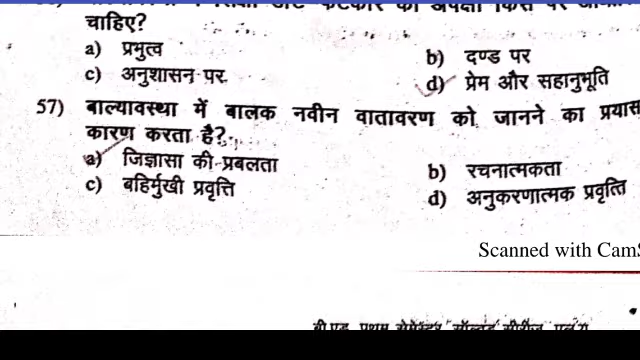 चाहिए?
a) प्रभुत्व
b) दण्ड पर
c) अनुशासन पर
d) प्रेम और सहानुभूति
57) बाल्यावस्था में बालक नवीन वातावरण को जानने का प्रयास
कारण करता है?
a) जिज्ञासा की प्रबलता
b) रचनात्मकता
c) बहिर्मुखी प्रवृत्ति
d) अनुकरणात्मक प्रवृत्ति
Scanned with CamS